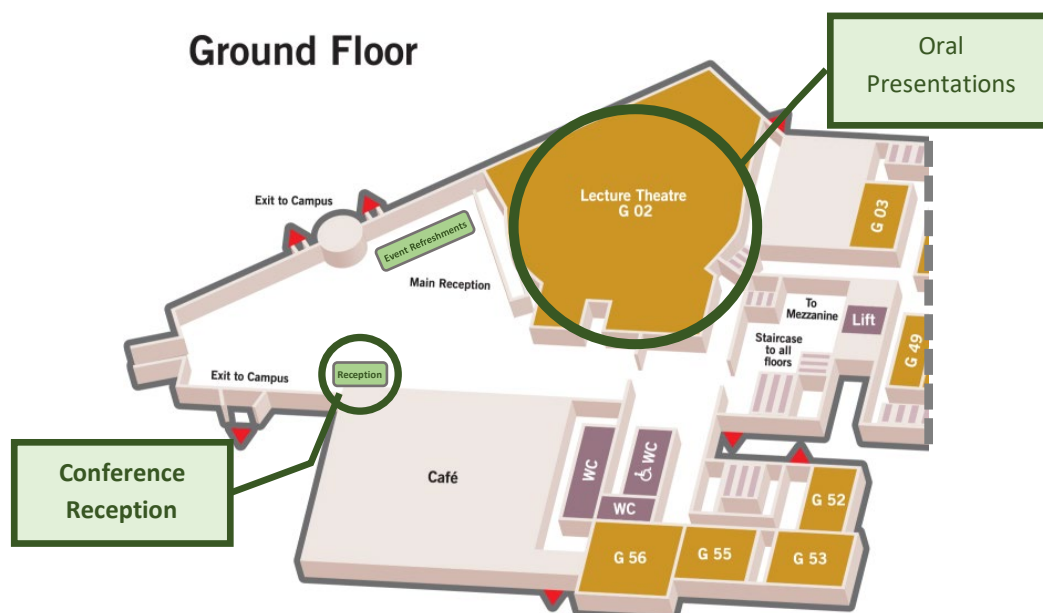 Ground Floor
Oral
Presentations
Exit to Campus
Lecture Theatre
G 02
G 03
Event Refreshments
Main Reception
To
Mezzanine
Lift
Staircase
to all
floors
G 49
Exit to Campus
Reception
Conference
Reception
Café
WC
WC
WC
G 52
G 56
G 55
G 53